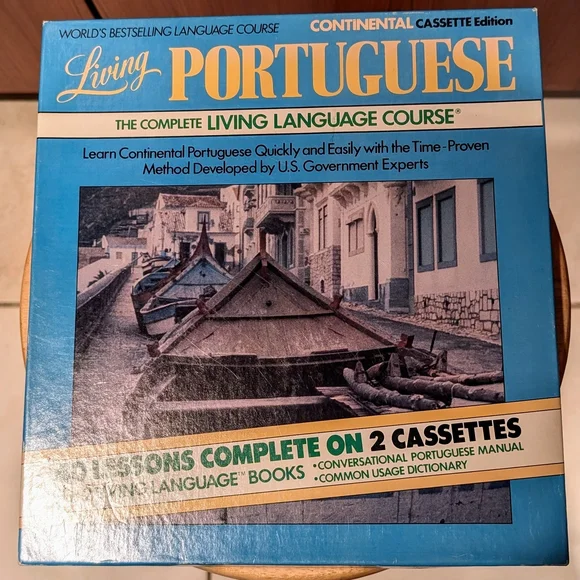 WORLD'S BESTSELLING LANGUAGE COURSE
CONTINENTAL CASSETTE Edition
Living PORTUGUESE
THE COMPLETE LIVING LANGUAGE COURSE®
Learn Continental Portuguese Quickly and Easily with the Time-Proven
Method Developed by U.S. Government Experts
LESSONS COMPLETE ON 2 CASSETTES
LIVING LANGUAGE™ BOOKS
•CONVERSATIONAL PORTUGUESE MANUAL
•COMMON USAGE DICTIONARY